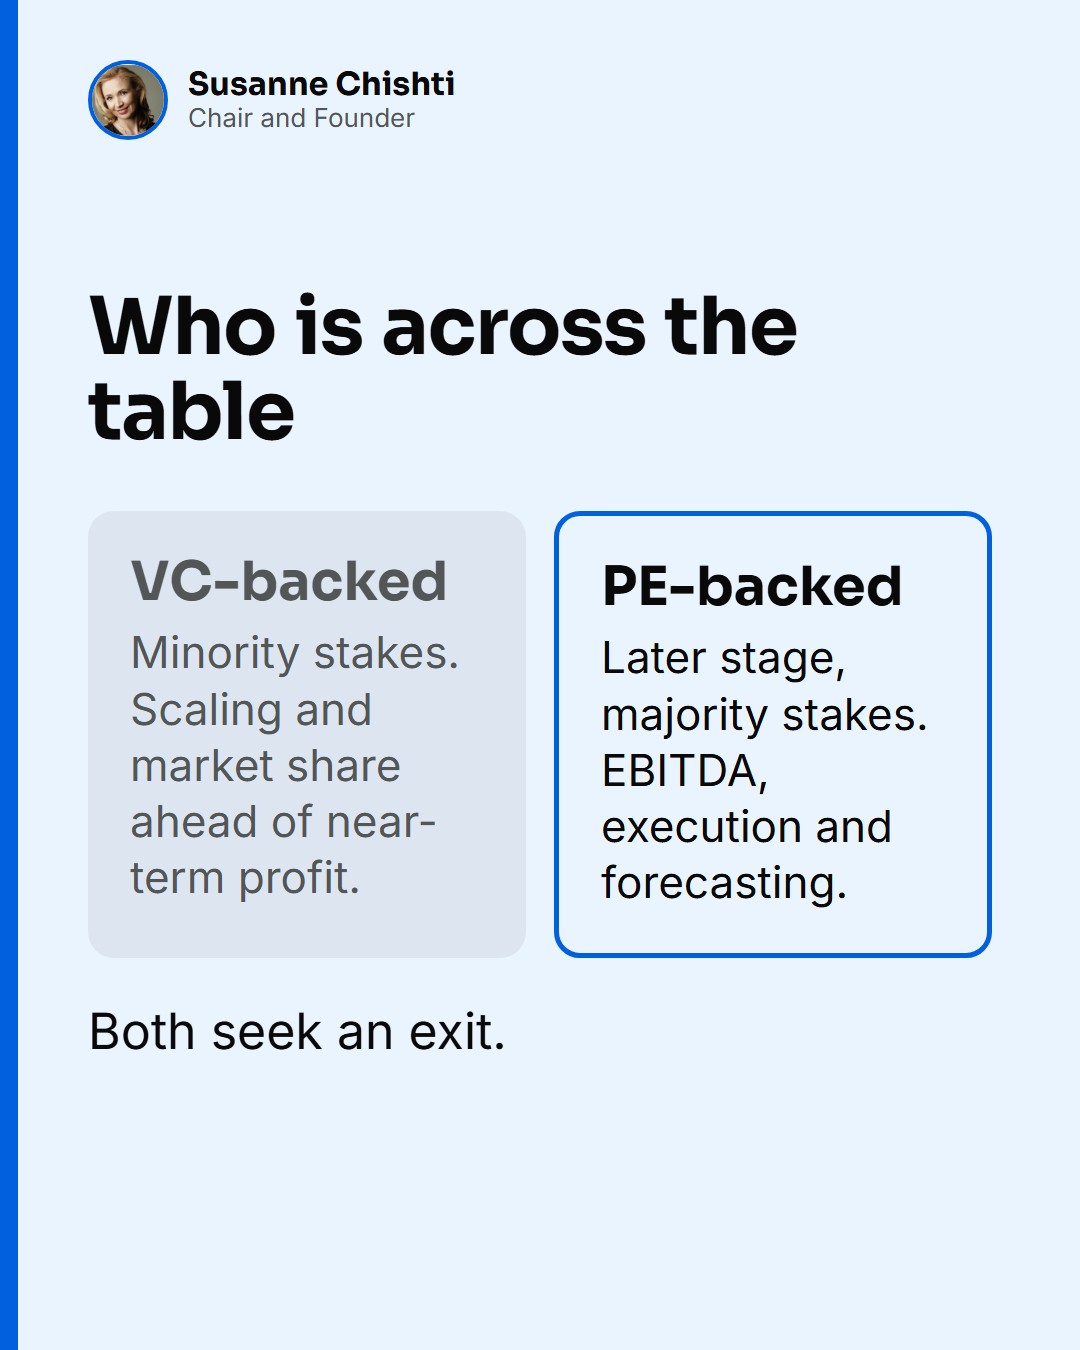 Susanne Chishti
Chair and Founder
Who is across the
table
VC-backed
Minority stakes.
Scaling and
market share
ahead of near-
term profit.
PE-backed
Later stage,
majority stakes.
EBITDA,
execution and
forecasting.
Both seek an exit.